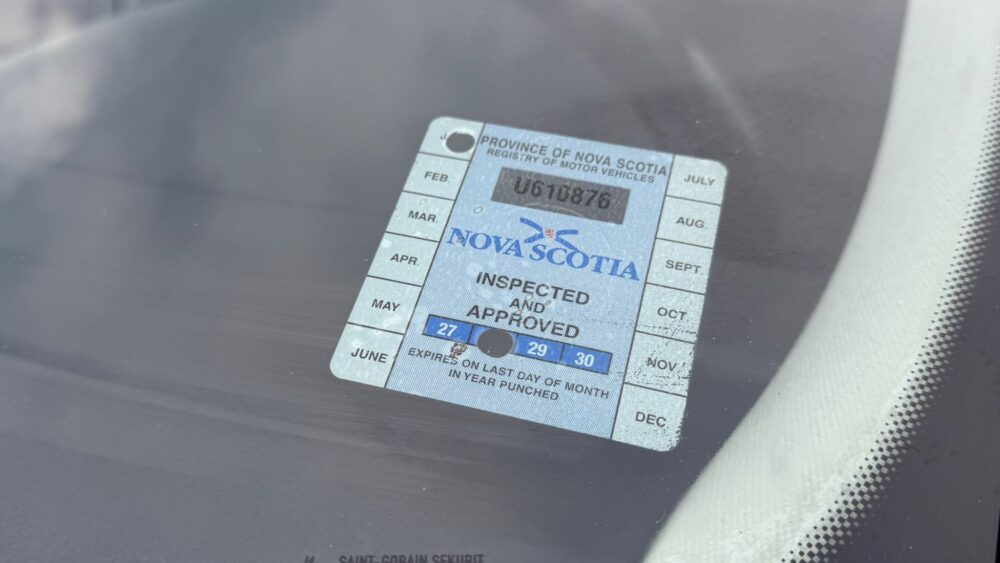 PROVINCE OF NOVA SCOTIA
REGISTRY OF MOTOR VEHICLES
U610876
NOVA SCOTIA
INSPECTED
AND
APPROVED
27 29 30
EXPIRES ON LAST DAY OF MONTH
IN YEAR PUNCHED
FEB.
MAR.
APR.
MAY
JUNE
JULY
AUG.
SEPT.
OCT.
NOV.
DEC.
SAINT-GOBAIN SEKURIT